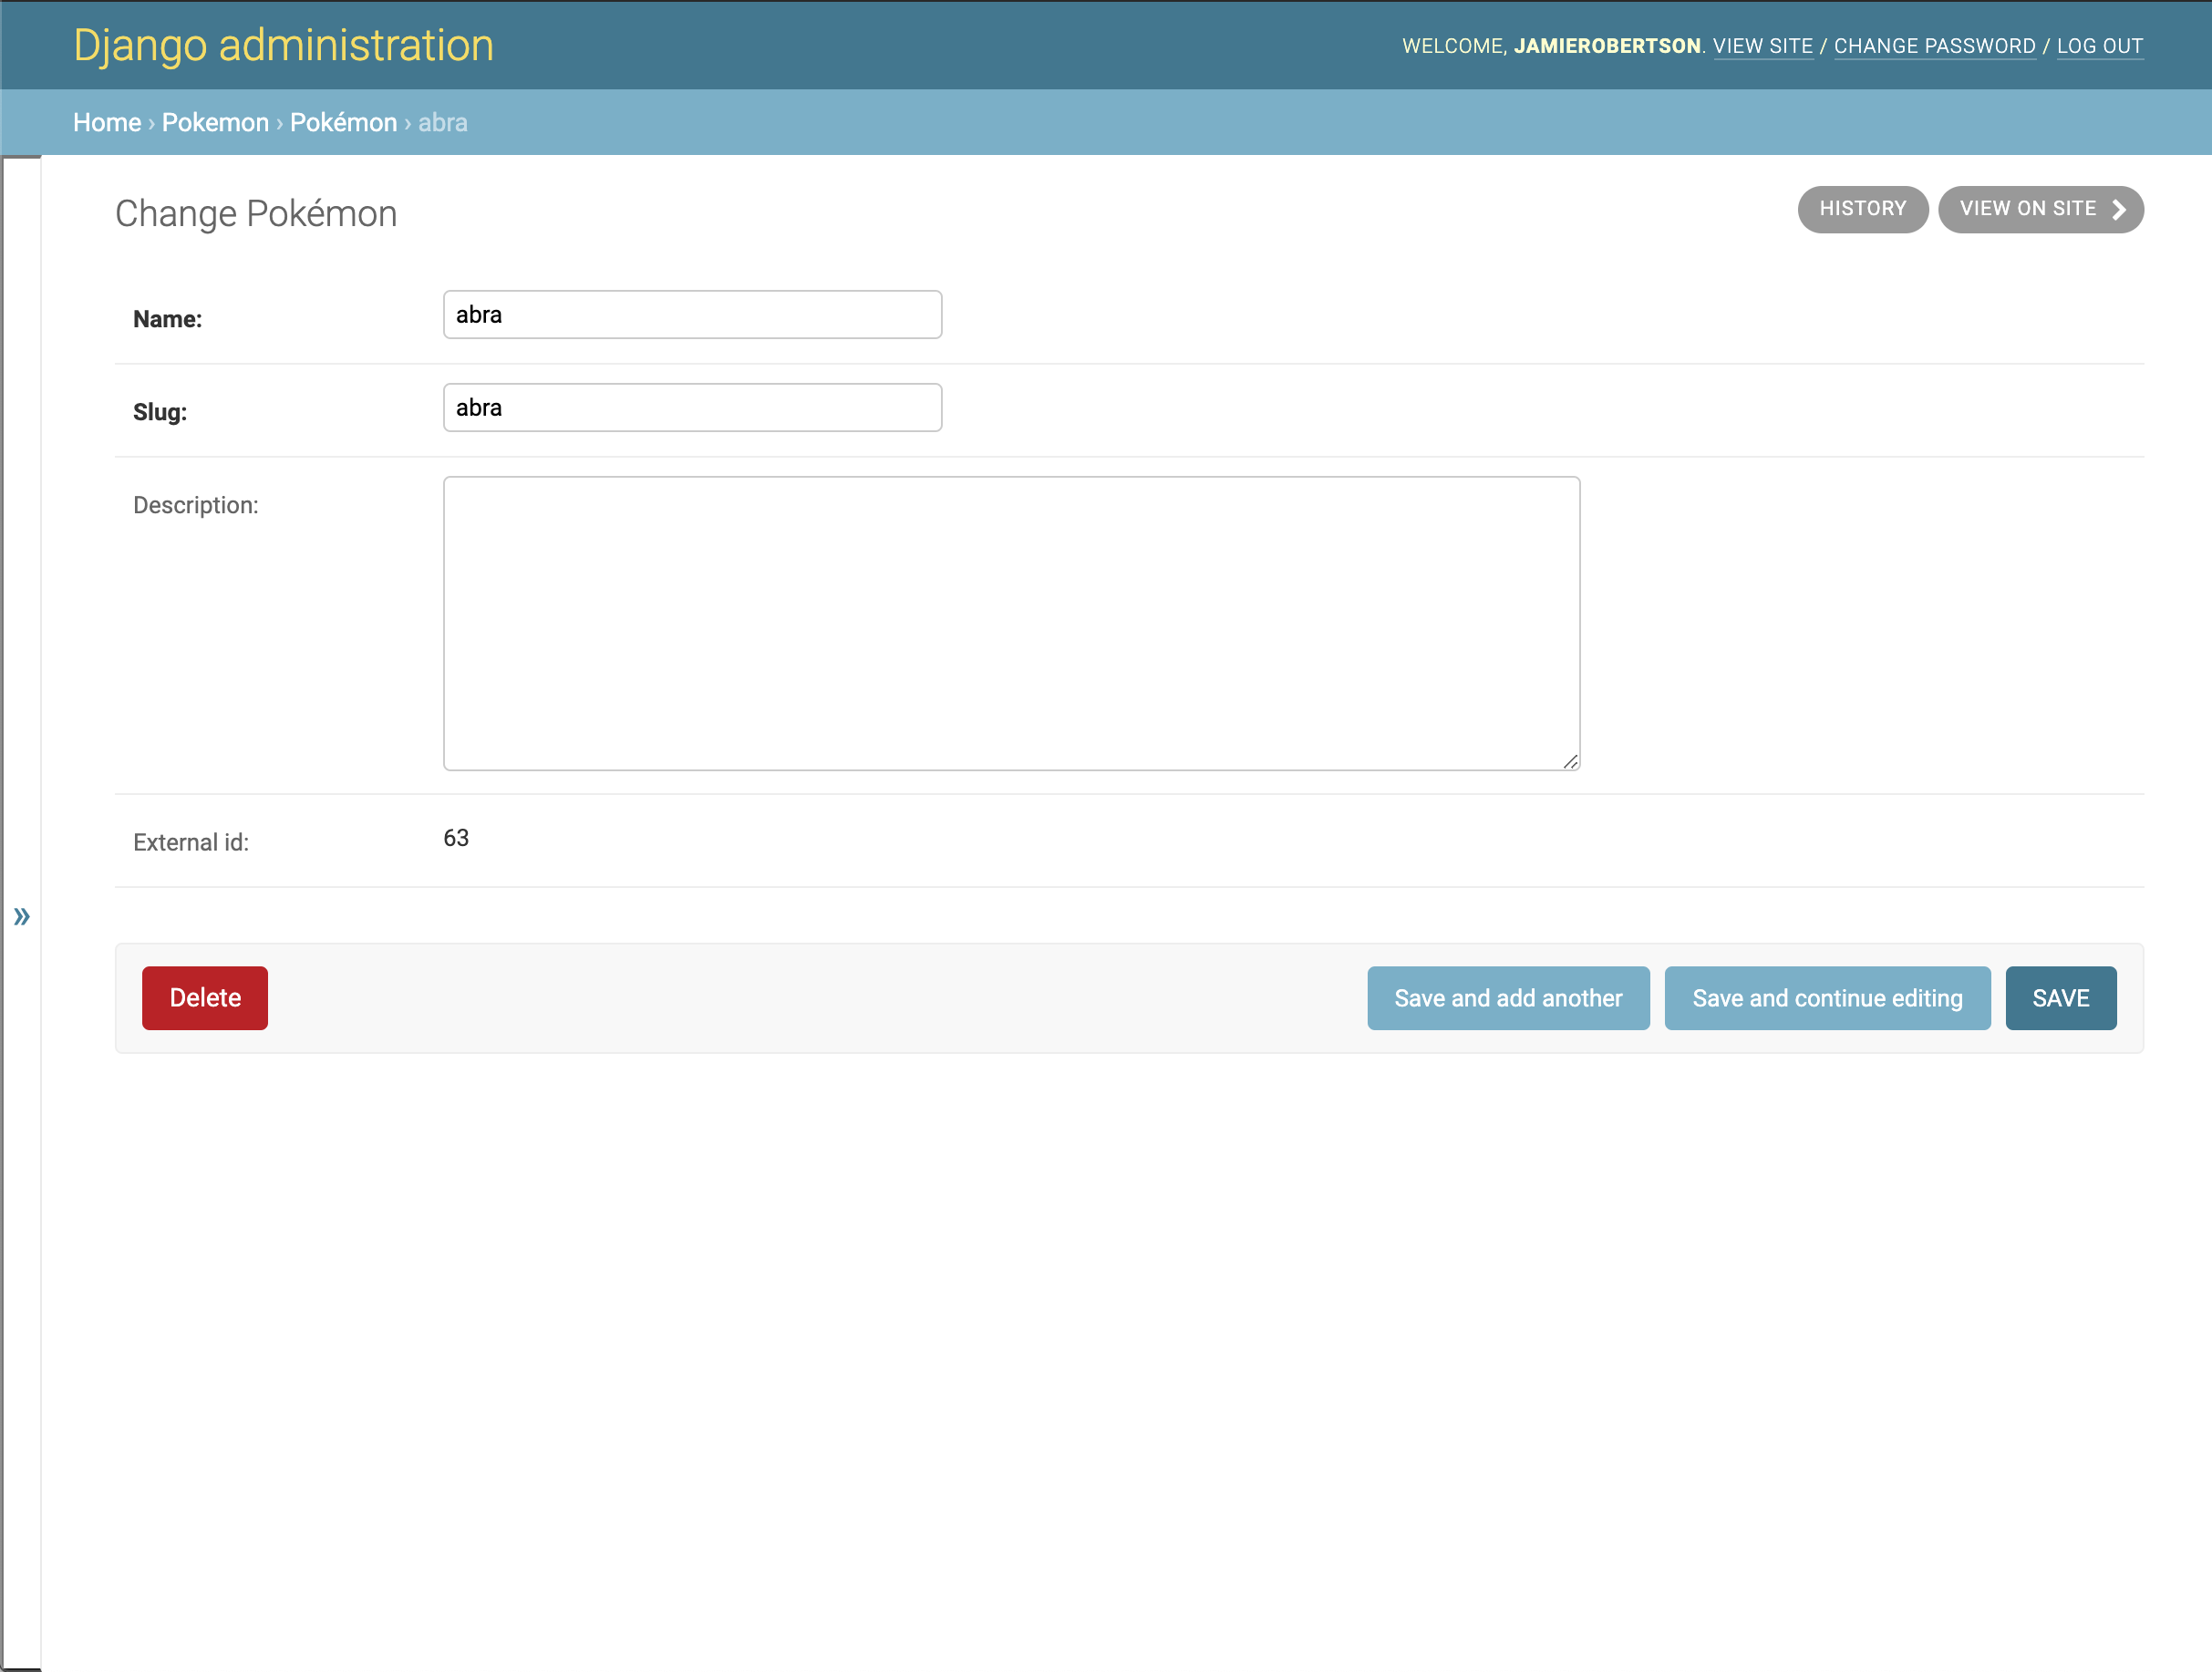 Django administration
WELCOME, JAMIEROBERTSON. VIEW SITE / CHANGE PASSWORD / LOG OUT
Home › Pokemon › Pokémon › abra
Change Pokémon
HISTORY
VIEW ON SITE
Name:
abra
Slug:
abra
Description:
External id:
63
»
Delete
Save and add another
Save and continue editing
SAVE